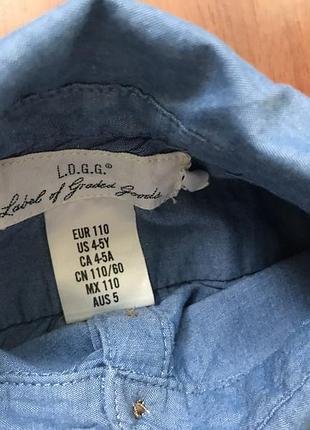 L.O.G.G.®
Label of Graded Goods
EUR 110
US 4-5Y
CA 4-5A
CN 110/60
MX 110
AUS 5